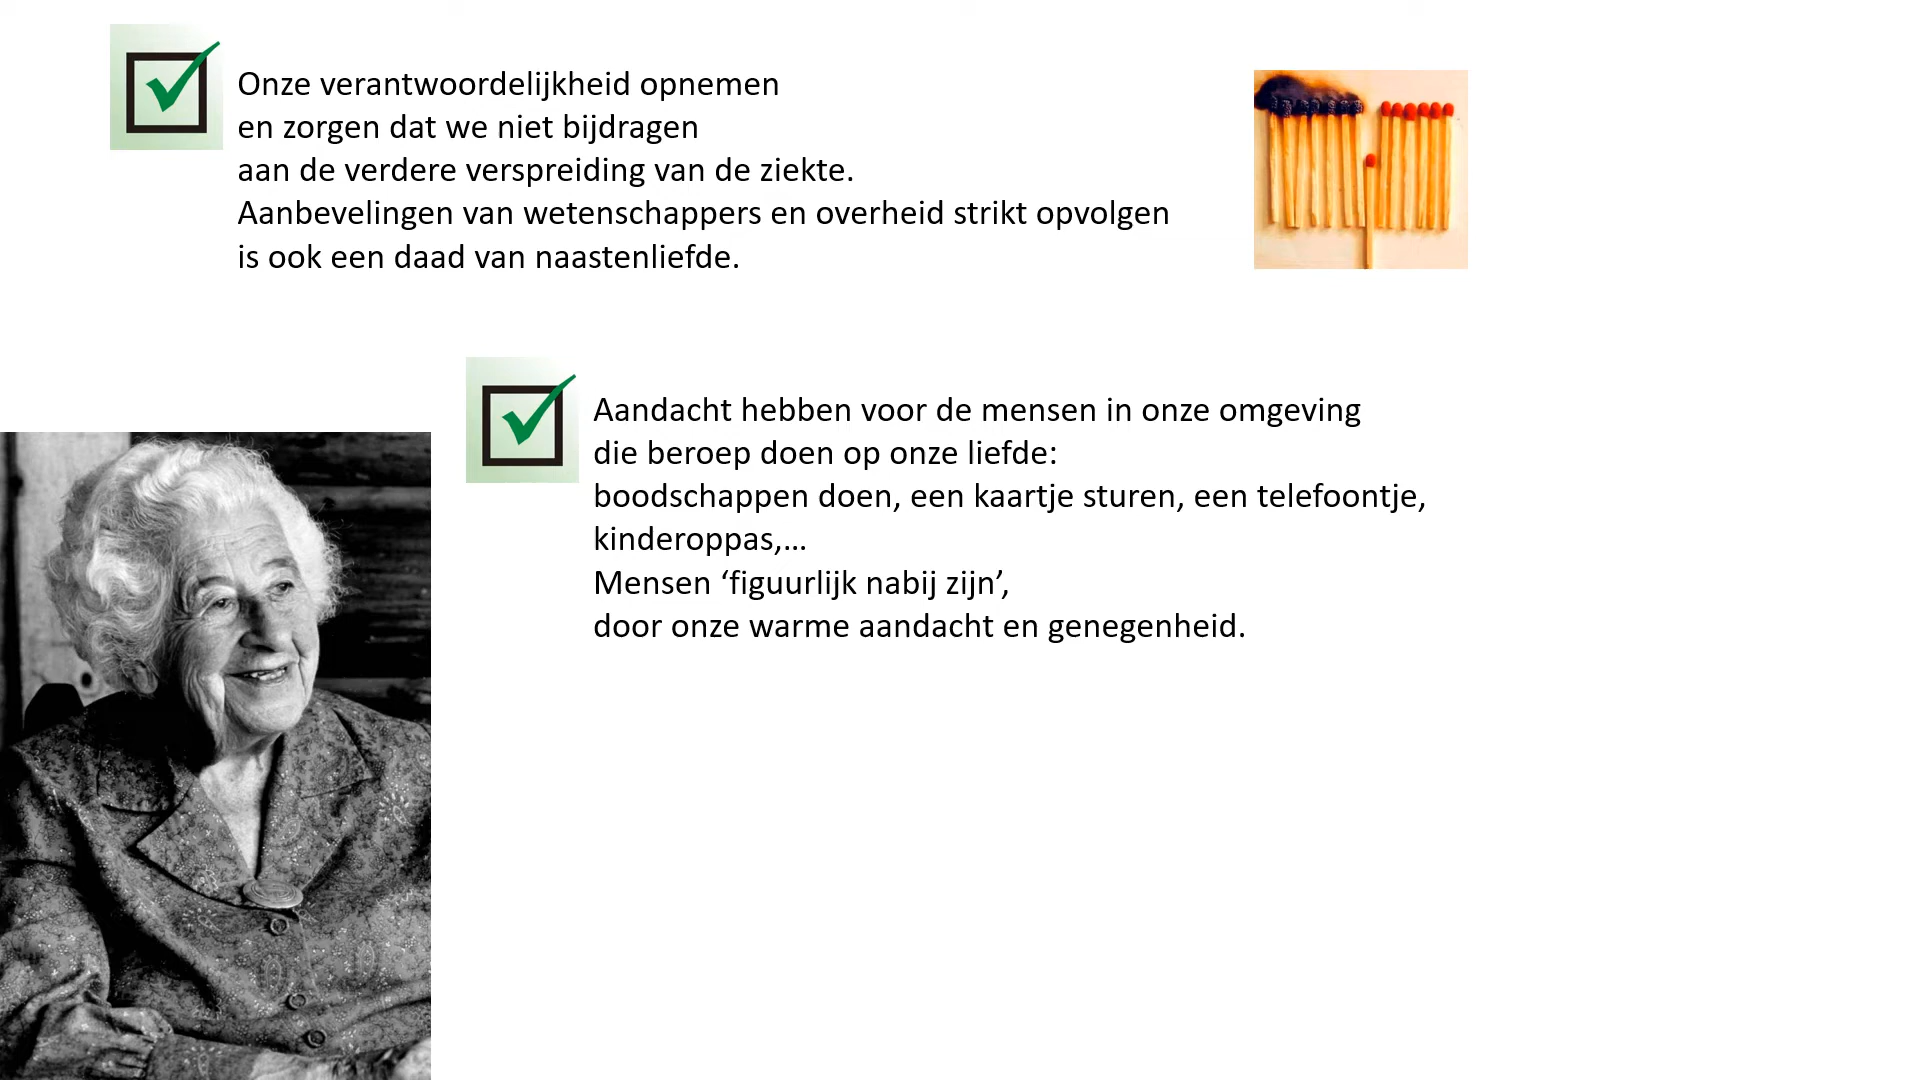 Onze verantwoordelijkheid opnemen
en zorgen dat we niet bijdragen
aan de verdere verspreiding van de ziekte.
Aanbevelingen van wetenschappers en overheid strikt opvolgen
is ook een daad van naastenliefde.
Aandacht hebben voor de mensen in onze omgeving
die beroep doen op onze liefde:
boodschappen doen, een kaartje sturen, een telefoontje,
kinderoppas,…
Mensen ‘figuurlijk nabij zijn’,
door onze warme aandacht en genegenheid.